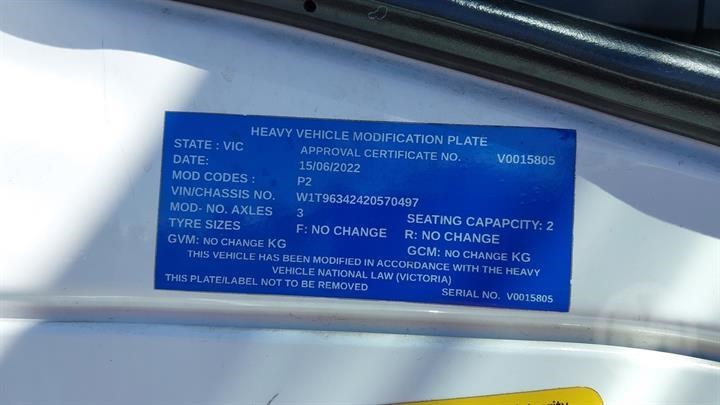 HEAVY VEHICLE MODIFICATION PLATE
STATE : VIC APPROVAL CERTIFICATE NO. V0015805
DATE: 15/06/2022
MOD CODES : P2
VIN/CHASSIS NO. W1T96342420570497
MOD- NO. AXLES 3 SEATING CAPAPCITY: 2
TYRE SIZES F: NO CHANGE R: NO CHANGE
GVM: NO CHANGE KG GCM: NO CHANGE KG
THIS VEHICLE HAS BEEN MODIFIED IN ACCORDANCE WITH THE HEAVY
VEHICLE NATIONAL LAW (VICTORIA)
THIS PLATE/LABEL NOT TO BE REMOVED SERIAL NO. V0015805